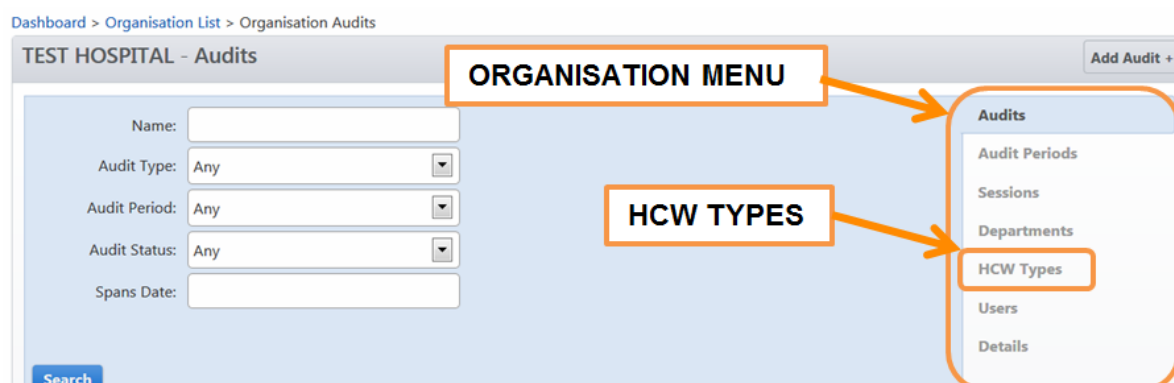 Dashboard > Organisation List > Organisation Audits
TEST HOSPITAL - Audits
Add Audit +
ORGANISATION MENU
Name:
Audit Type: Any
Audit Period: Any
Audit Status: Any
Spans Date:
Search
HCW TYPES
Audits
Audit Periods
Sessions
Departments
HCW Types
Users
Details